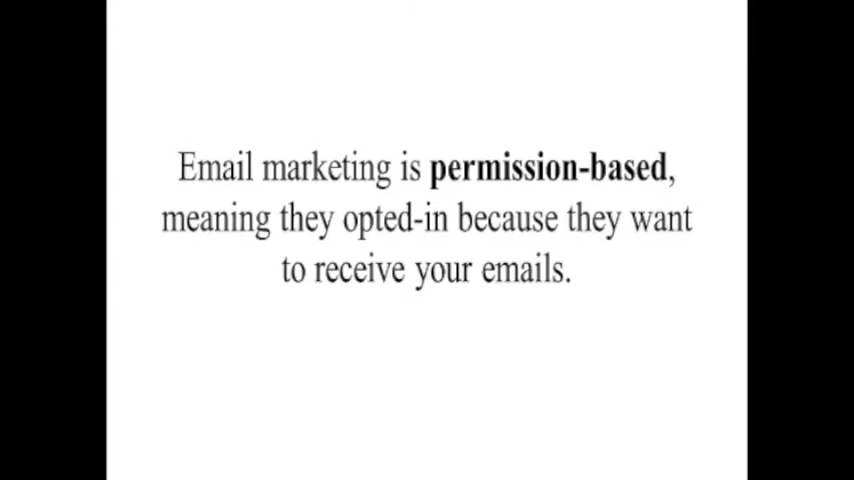 Email marketing is permission-based,
meaning they opted-in because they want
to receive your emails.